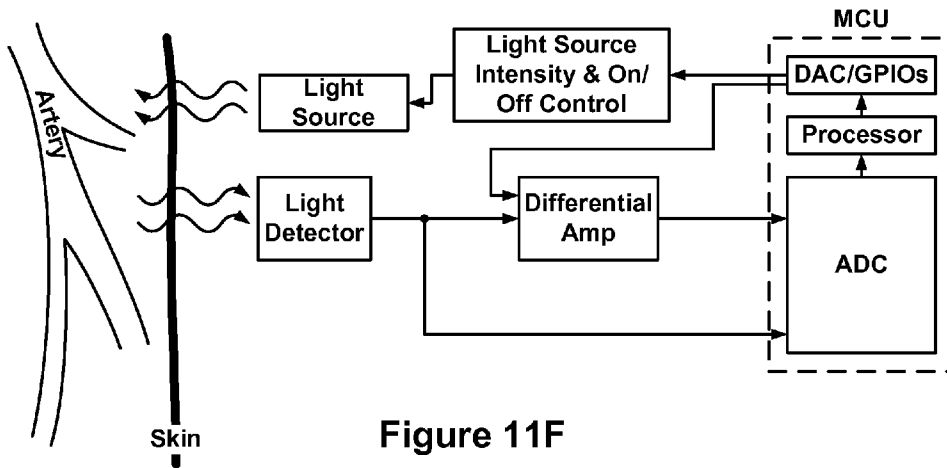 MCU
Light Source
Intensity & On/
Off Control
DAC/GPIOs
Light
Source
Processor
Artery
Light
Detector
Differential
Amp
ADC
Skin
Figure 11F